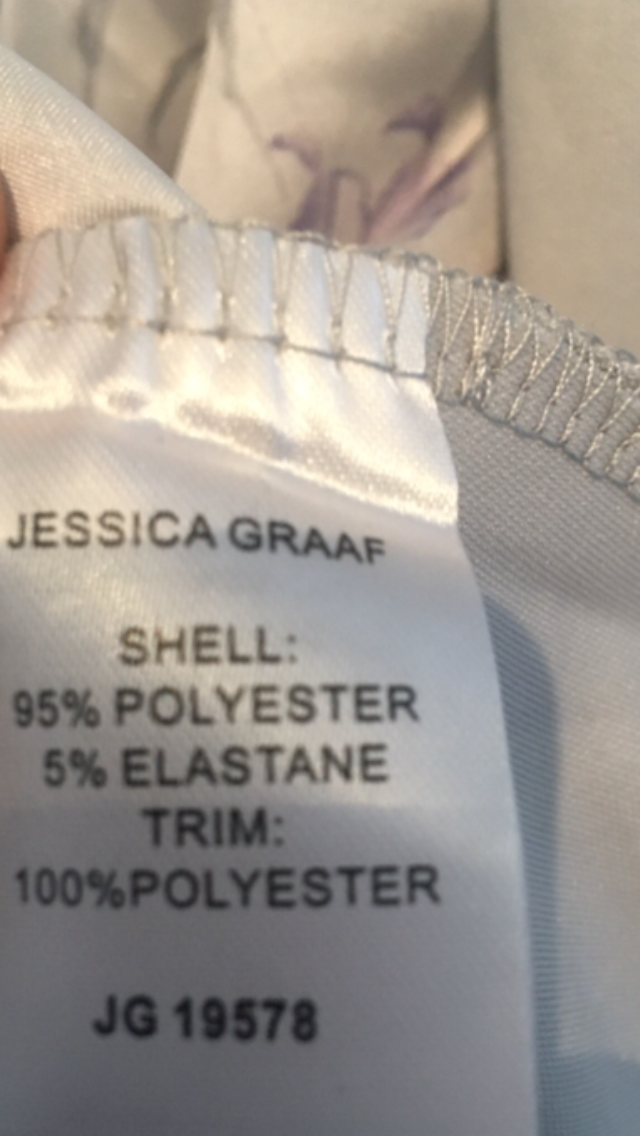 JESSICA GRAAF
SHELL:
95% POLYESTER
5% ELASTANE
TRIM:
100%POLYESTER
JG 19578